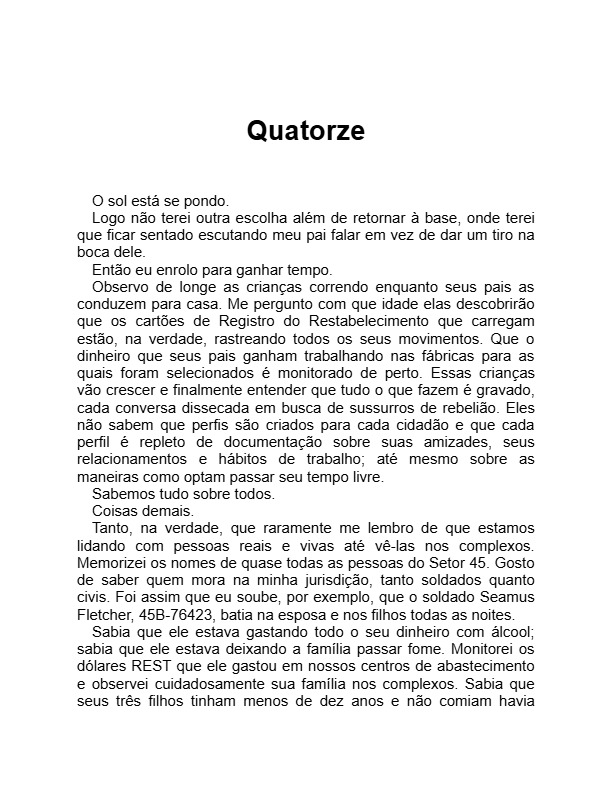 Quatorze
O sol está se pondo.
Logo não terei outra escolha além de retornar à base, onde terei
que ficar sentado escutando meu pai falar em vez de dar um tiro na
boca dele.
Então eu enrolo para ganhar tempo.
Observo de longe as crianças correndo enquanto seus pais as
conduzem para casa. Me pergunto com que idade elas descobrirão
que os cartões de Registro do Restabelecimento que carregam
estão, na verdade, rastreando todos os seus movimentos. Que o
dinheiro que seus pais ganham trabalhando nas fábricas para as
quais foram selecionados é monitorado de perto. Essas crianças
vão crescer e finalmente entender que tudo o que fazem é gravado,
cada conversa dissecada em busca de sussurros de rebelião. Eles
não sabem que perfis são criados para cada cidadão e que cada
perfil é repleto de documentação sobre suas amizades, seus
relacionamentos e hábitos de trabalho; até mesmo sobre as
maneiras como optam passar seu tempo livre.
Sabemos tudo sobre todos.
Coisas demais.
Tanto, na verdade, que raramente me lembro de que estamos
lidando com pessoas reais e vivas até vê-las nos complexos.
Memorizei os nomes de quase todas as pessoas do Setor 45. Gosto
de saber quem mora na minha jurisdição, tanto soldados quanto
civis. Foi assim que eu soube, por exemplo, que o soldado Seamus
Fletcher, 45B-76423, batia na esposa e nos filhos todas as noites.
Sabia que ele estava gastando todo o seu dinheiro com álcool;
sabia que ele estava deixando a família passar fome. Monitorei os
dólares REST que ele gastou em nossos centros de abastecimento
e observei cuidadosamente sua família nos complexos. Sabia que
seus três filhos tinham menos de dez anos e não comiam havia